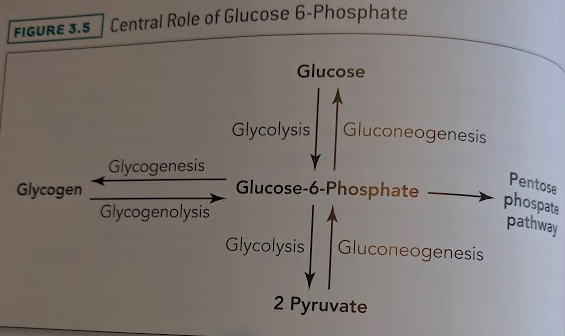 FIGURE 3.5 Central Role of Glucose 6-Phosphate
Glucose
Glycolysis Gluconeogenesis
Glycogenesis
Glycogen Glucose-6-Phosphate
Glycogenolysis
Pentose
phospate
pathway
Glycolysis Gluconeogenesis
2 Pyruvate